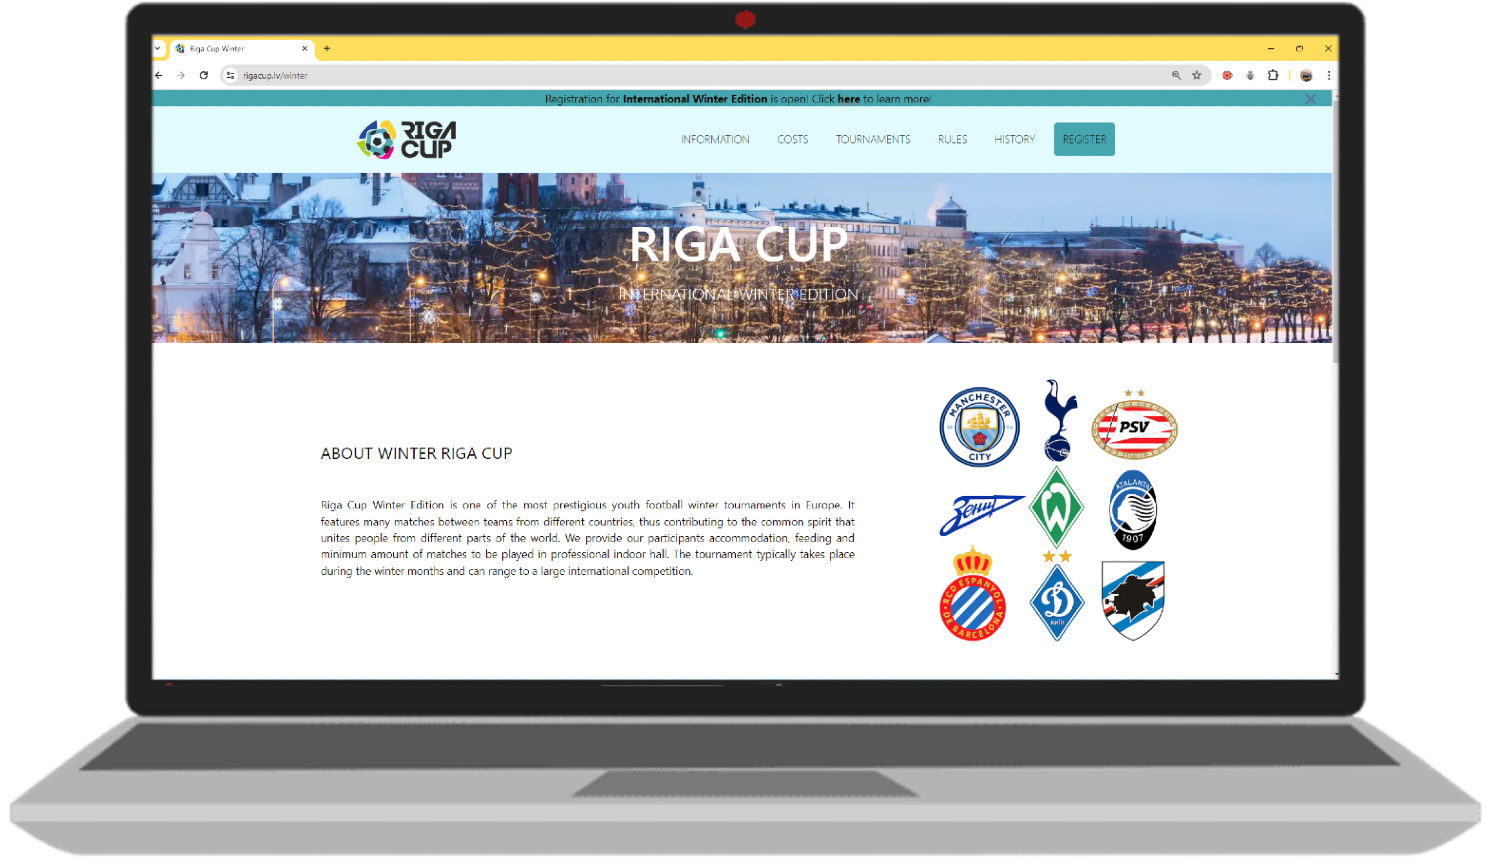 Riga Cup Winter
rigacup.lv/winter
Registration for International Winter Edition is open! Click here to learn more!
RIGA CUP
INFORMATION COSTS TOURNAMENTS RULES HISTORY REGISTER
RIGA CUP
INTERNATIONAL WINTER EDITION
ABOUT WINTER RIGA CUP
Riga Cup Winter Edition is one of the most prestigious youth football winter tournaments in Europe. It
features many matches between teams from different countries, thus contributing to the common spirit that
unites people from different parts of the world. We provide our participants accommodation, feeding and
minimum amount of matches to be played in professional indoor hall. The tournament typically takes place
during the winter months and can range to a large international competition.
MANCHESTER
CITY
PSV
Зенит
W
ATALANTA
1907
RCD ESPANYOL
DE BARCELONA
Д
КИЇВ